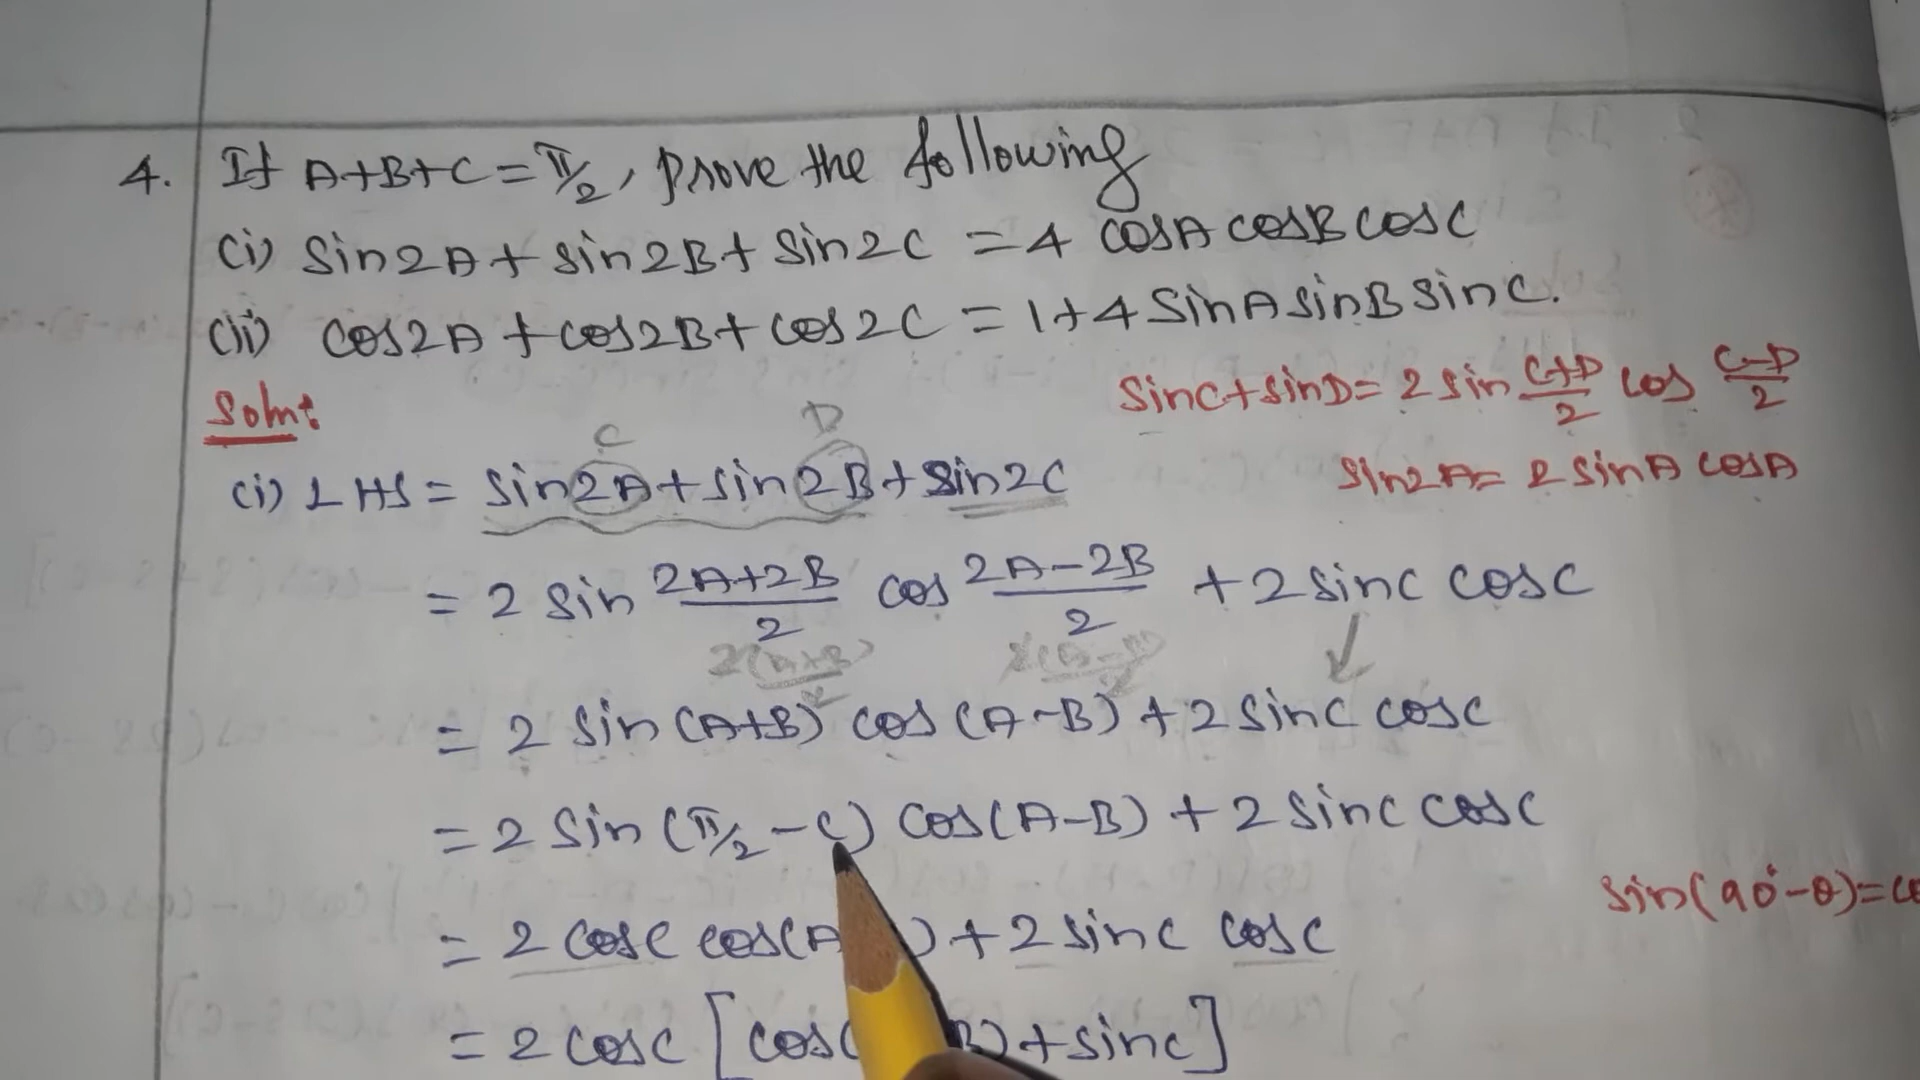 4. If A+B+C = π/2, prove the following
(i) Sin2A + sin2B + Sin2C = 4 cosA cosB cosC
(ii) cos2A + cos2B + cos2C = 1+4 SinA sinB sinC.
Soln:
SinC+sinD = 2 sin C+D/2 cos C-D/2
C D
(i) LHS = sin2A + sin2B + sin2C
Sin2A = 2 sinA cosA
= 2 sin 2A+2B/2 cos 2A-2B/2 + 2 sinC cosC
2(A+B)
= 2 sin (A+B) cos (A-B) + 2 sinC cosC
= 2 Sin (π/2 - C) cos(A-B) + 2 sinC cosC
sin(90°-θ)=co
= 2 cosC cos(A ) + 2 sinC cosC
= 2 cosC [cos( B) + sinC]